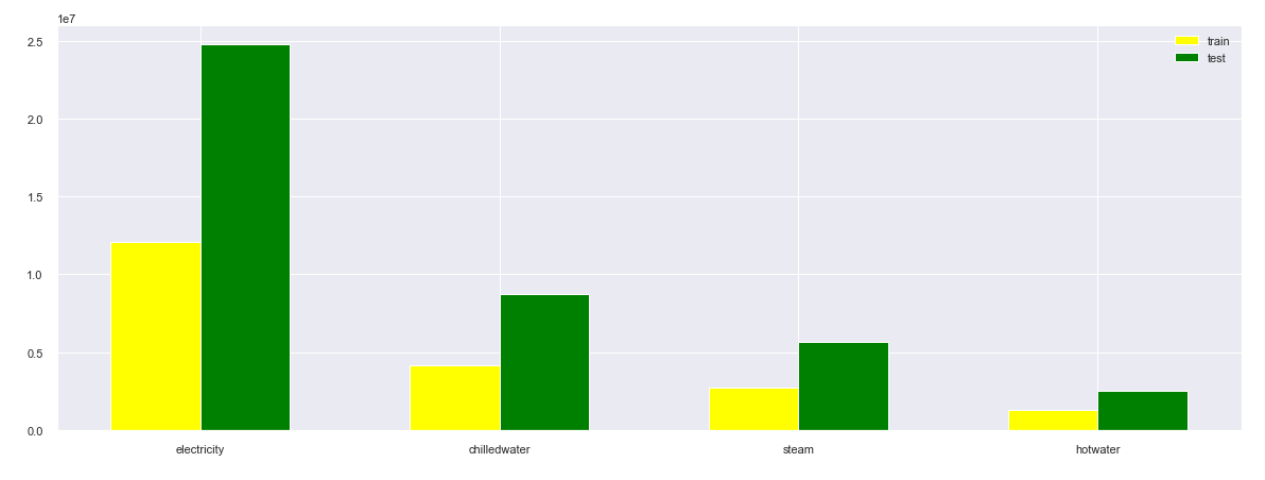 1e7
train
test
2.5
2.0
1.5
1.0
0.5
0.0
electricity
chilledwater
steam
hotwater